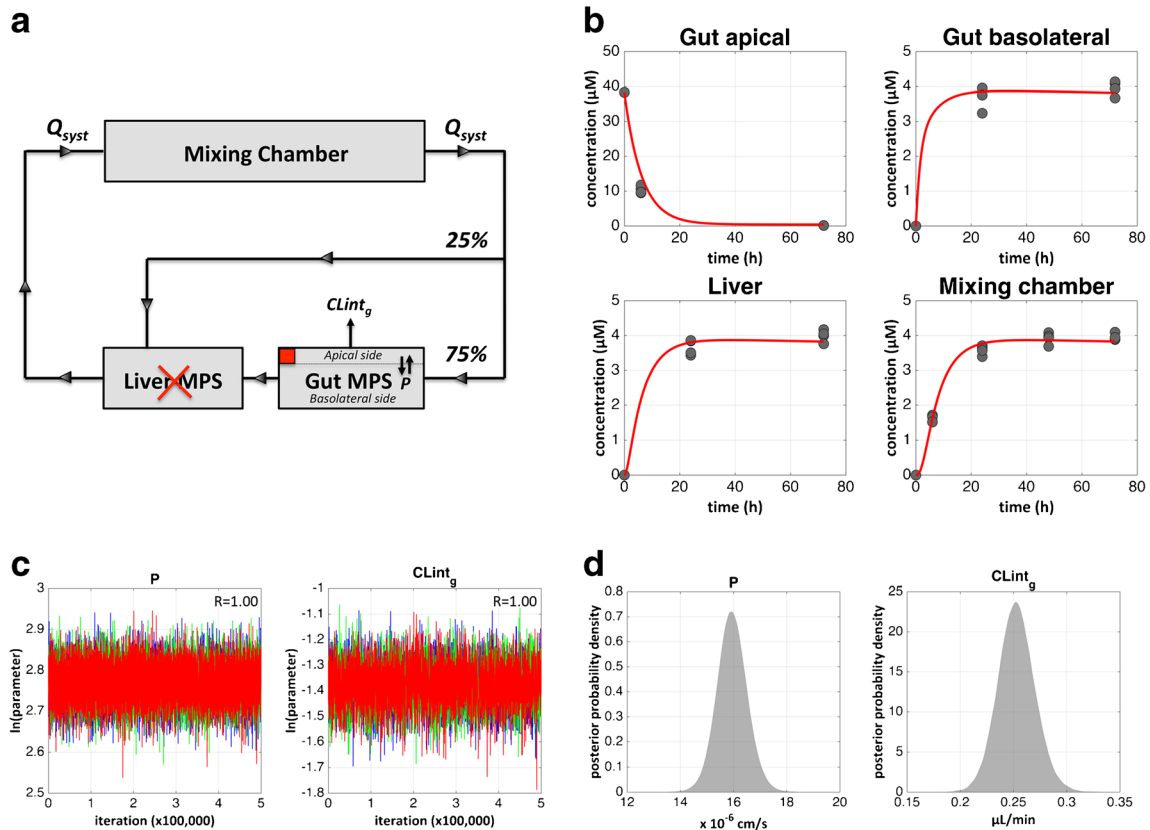 a
Q_syst
Q_syst
Mixing Chamber
25%
CLint_g
Apical side
75%
Liver MPS
Gut MPS
P
Basolateral side
b
Gut apical
concentration (µM)
50
40
30
20
10
0
0 20 40 60 80
time (h)
Gut basolateral
concentration (µM)
5
4
3
2
1
0
0 20 40 60 80
time (h)
Liver
concentration (µM)
5
4
3
2
1
0
0 20 40 60 80
time (h)
Mixing chamber
concentration (µM)
5
4
3
2
1
0
0 20 40 60 80
time (h)
c
P
R=1.00
ln(parameter)
3
2.9
2.8
2.7
2.6
2.5
0 1 2 3 4 5
iteration (x100,000)
CLint_g
R=1.00
ln(parameter)
-1
-1.1
-1.2
-1.3
-1.4
-1.5
-1.6
-1.7
-1.8
0 1 2 3 4 5
iteration (x100,000)
d
P
posterior probability density
0.8
0.7
0.6
0.5
0.4
0.3
0.2
0.1
0
12 14 16 18 20
x 10^-6 cm/s
CLint_g
posterior probability density
25
20
15
10
5
0
0.15 0.2 0.25 0.3 0.35
µL/min